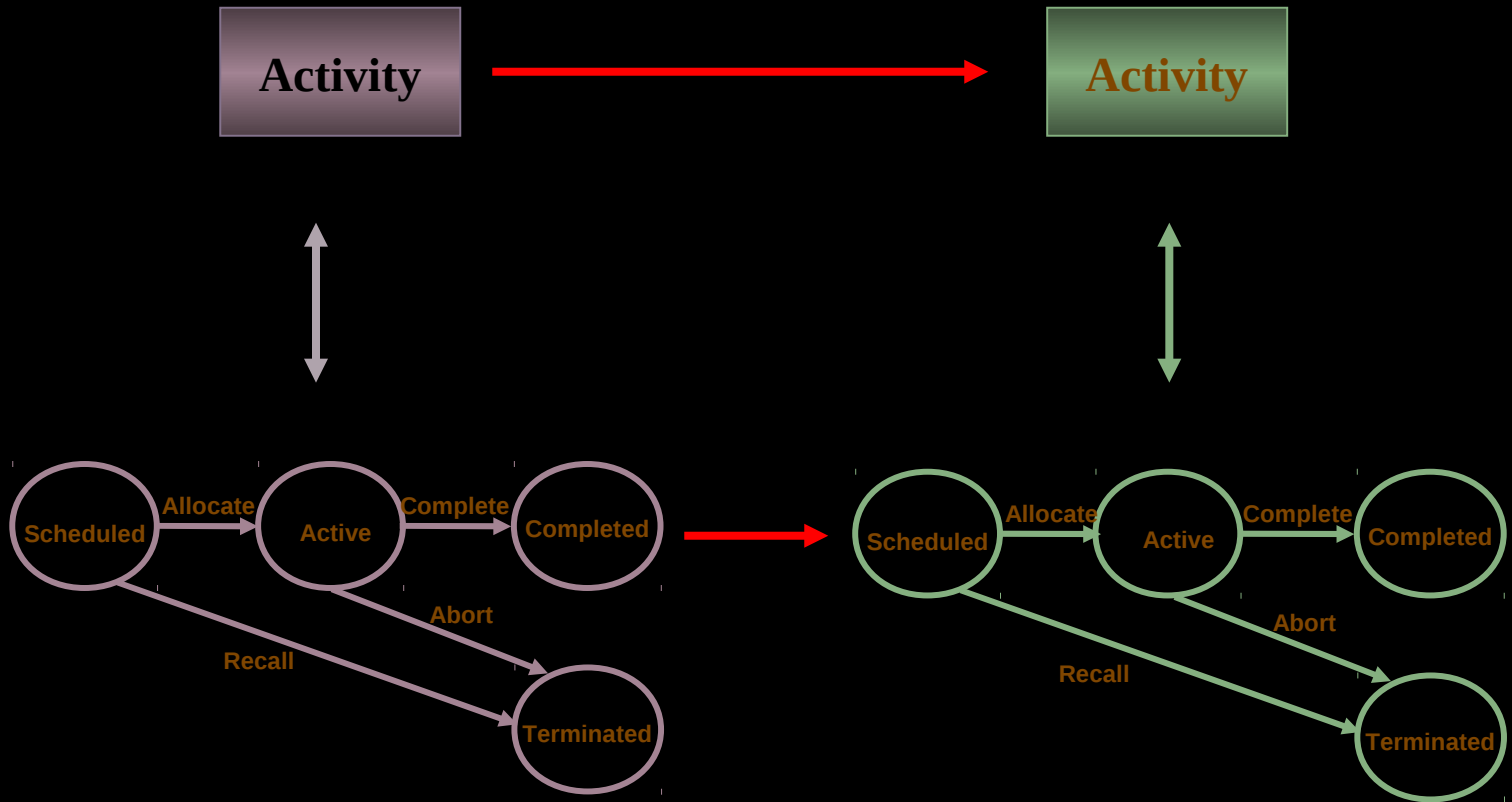 Activity
Activity
Allocate
Complete
Scheduled
Active
Completed
Abort
Recall
Terminated
Allocate
Complete
Scheduled
Active
Completed
Abort
Recall
Terminated